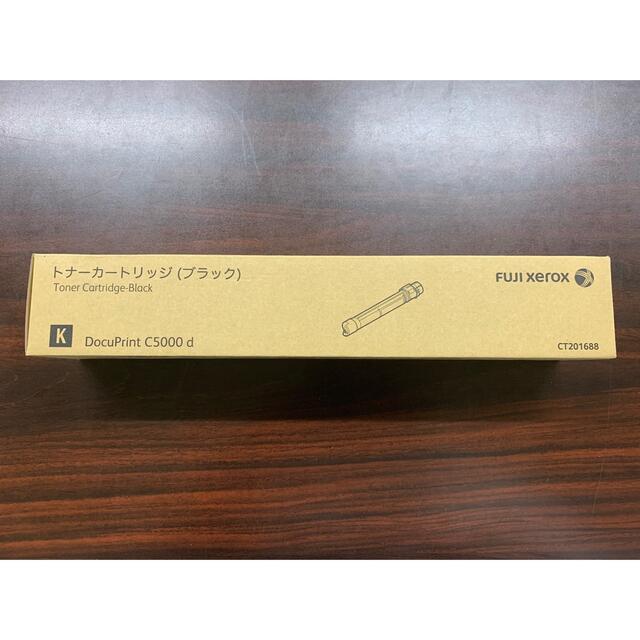 トナーカートリッジ (ブラック)
Toner Cartridge-Black
FUJI xerox
K DocuPrint C5000 d
CT201688